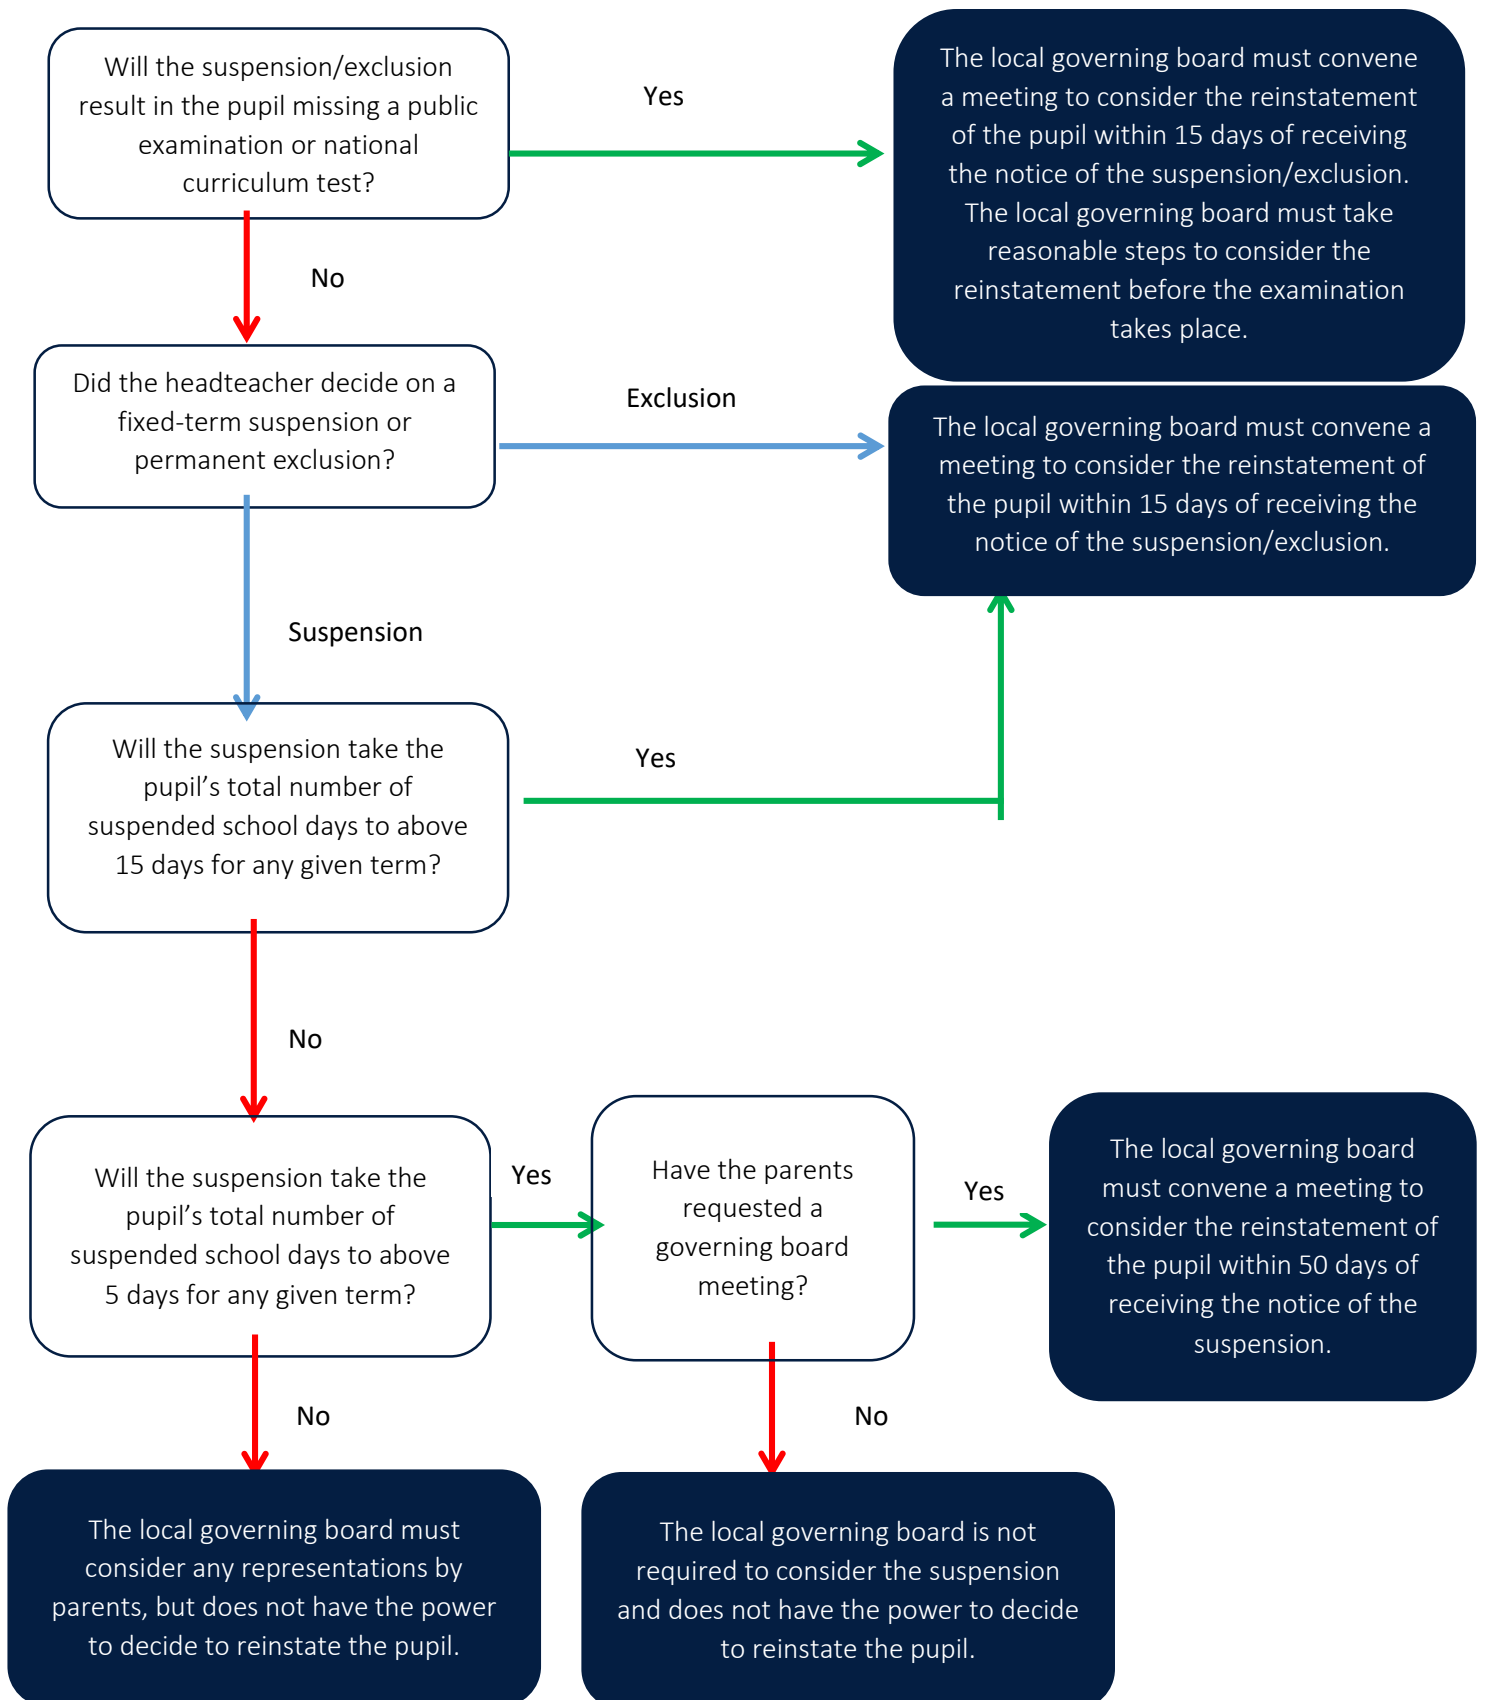 Will the suspension/exclusion
result in the pupil missing a public
examination or national
curriculum test?
Yes
The local governing board must convene
a meeting to consider the reinstatement
of the pupil within 15 days of receiving
the notice of the suspension/exclusion.
The local governing board must take
reasonable steps to consider the
reinstatement before the examination
takes place.
No
Did the headteacher decide on a
fixed-term suspension or
permanent exclusion?
Exclusion
The local governing board must convene a
meeting to consider the reinstatement of
the pupil within 15 days of receiving the
notice of the suspension/exclusion.
Suspension
Will the suspension take the
pupil’s total number of
suspended school days to above
15 days for any given term?
Yes
No
Will the suspension take the
pupil’s total number of
suspended school days to above
5 days for any given term?
Yes
Have the parents
requested a
governing board
meeting?
Yes
The local governing board
must convene a meeting to
consider the reinstatement of
the pupil within 50 days of
receiving the notice of the
suspension.
No
No
The local governing board must
consider any representations by
parents, but does not have the power
to decide to reinstate the pupil.
The local governing board is not
required to consider the suspension
and does not have the power to decide
to reinstate the pupil.